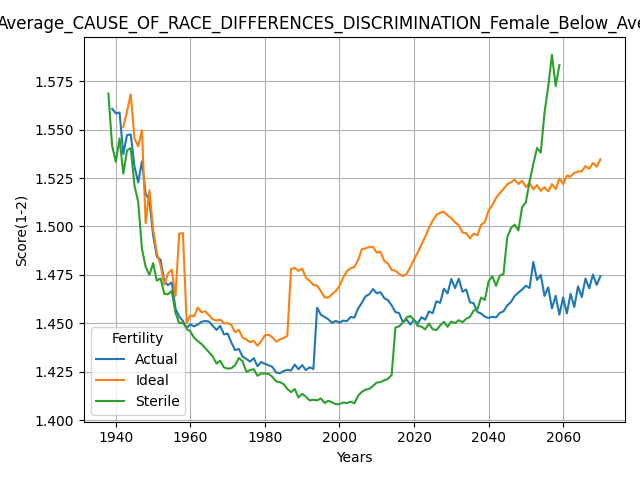 Average_CAUSE_OF_RACE_DIFFERENCES_DISCRIMINATION_Female_Below_Ave
1.575
1.550
1.525
1.500
1.475
1.450
1.425
1.400
Score(1-2)
Fertility
Actual
Ideal
Sterile
1940 1960 1980 2000 2020 2040 2060
Years